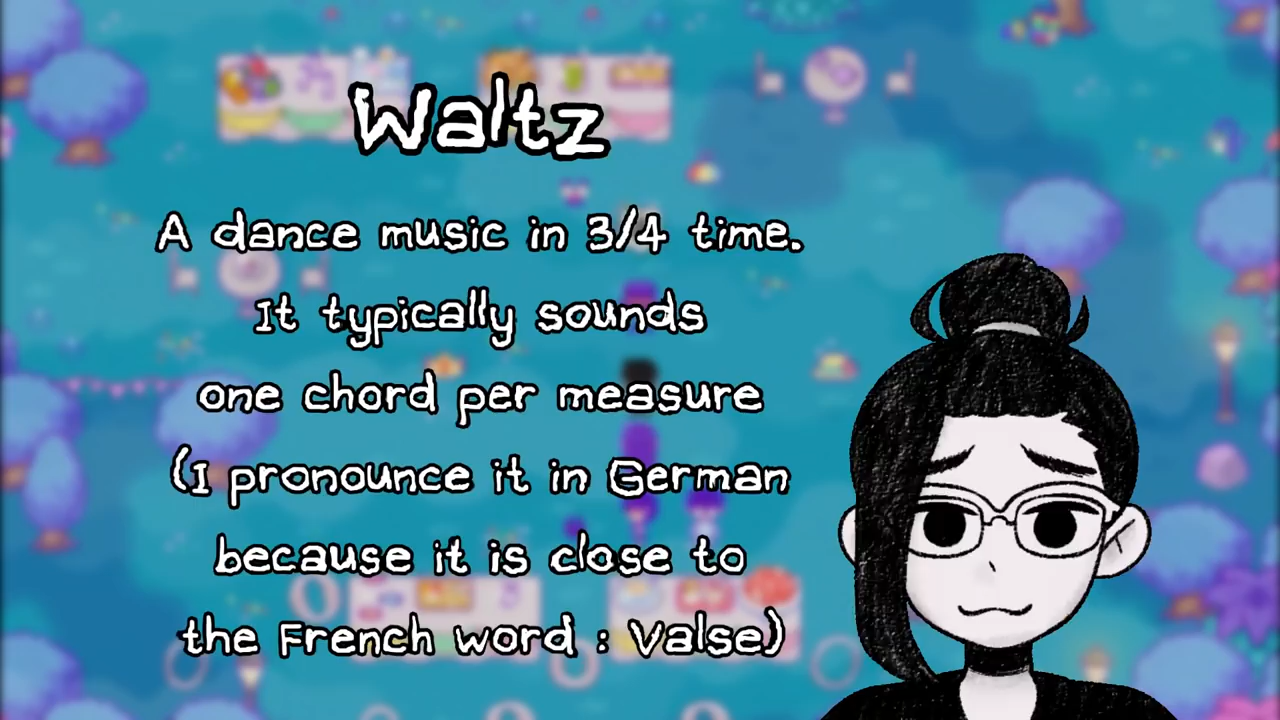 Waltz
A dance music in 3/4 time.
It typically sounds
one chord per measure
(I pronounce it in German
because it is close to
the French word : Valse)